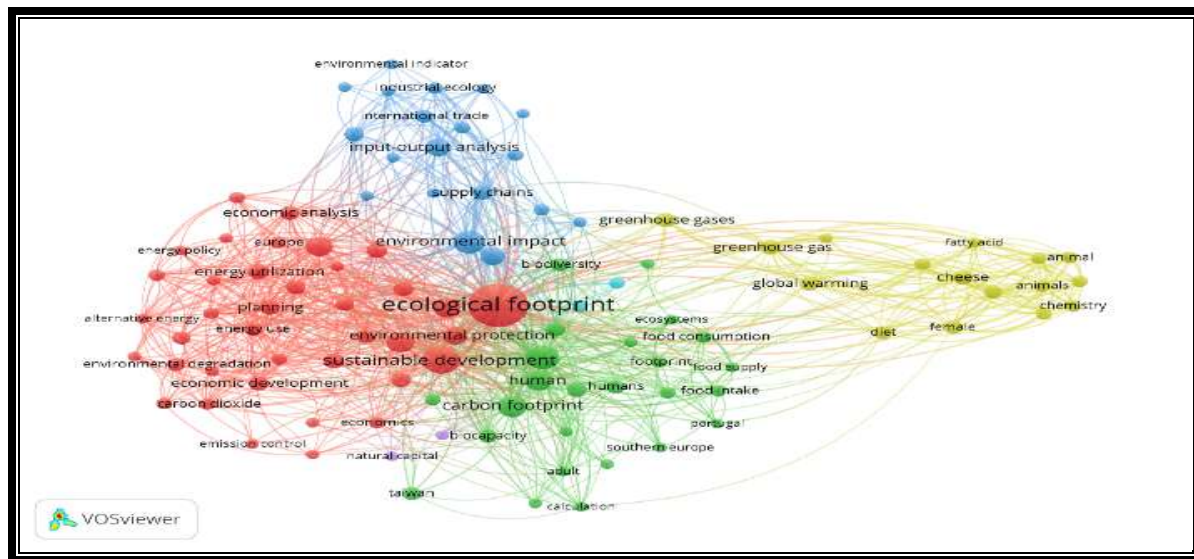 environmental indicator
industrial ecology
international trade
input-output analysis
supply chains
economic analysis
greenhouse gases
europe
environmental impact
greenhouse gas
fatty acid
energy policy
biodiversity
animal
energy utilization
cheese
global warming
animals
planning
ecological footprint
chemistry
alternative energy
ecosystems
energy use
environmental protection
food consumption
diet
female
environmental degradation
sustainable development
footprint
food supply
economic development
human
humans
food intake
carbon dioxide
carbon footprint
economics
portugal
emission control
biocapacity
southern europe
natural capital
adult
taiwan
calculation
VOSviewer